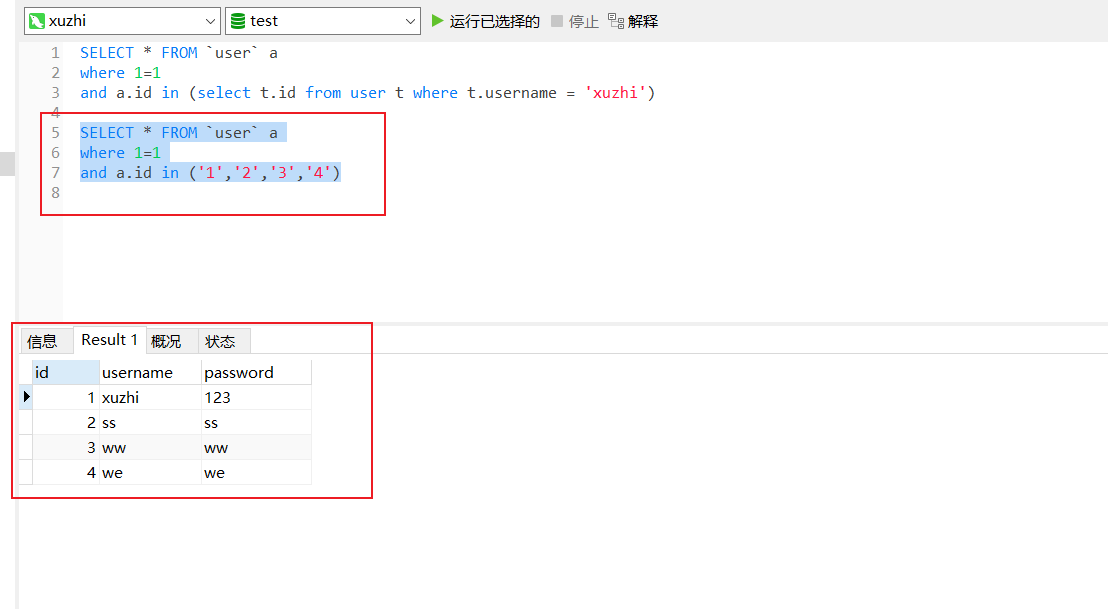 xuzhi test 运行已选择的 停止 解释
1 SELECT * FROM `user` a
2 where 1=1
3 and a.id in (select t.id from user t where t.username = 'xuzhi')
4
5 SELECT * FROM `user` a
6 where 1=1
7 and a.id in ('1','2','3','4')
8
信息 Result 1 概况 状态
id username password
1 xuzhi 123
2 ss ss
3 ww ww
4 we we